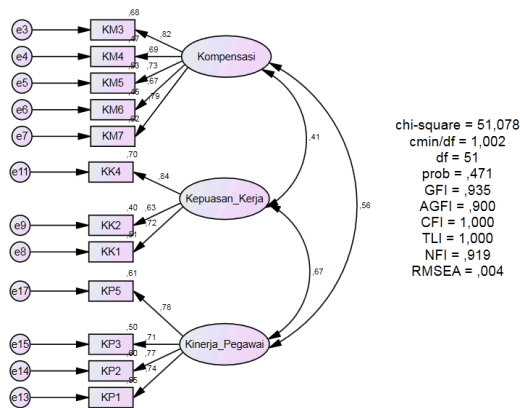 ,68
e3 KM3 ,82
,47
e4 KM4 ,69 Kompensasi
,53 ,73
e5 KM5 ,67
,45
e6 KM6 ,79
,62
e7 KM7
,41
,70
e11 KK4
,84
,56
Kepuasan_Kerja
,40 ,63
e9 KK2 ,72
,51
e8 KK1
,67
,61
e17 KP5
,78
,50
e15 KP3 ,71 Kinerja_Pegawai
,60 ,77
e14 KP2 ,74
,55
e13 KP1
chi-square = 51,078
cmin/df = 1,002
df = 51
prob = ,471
GFI = ,935
AGFI = ,900
CFI = 1,000
TLI = 1,000
NFI = ,919
RMSEA = ,004